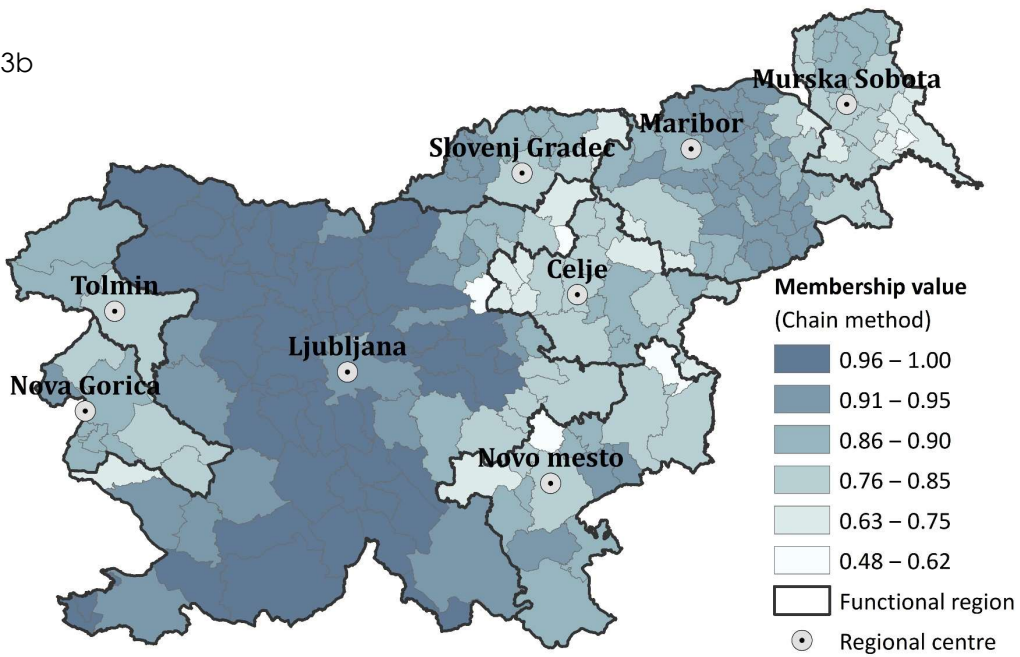 3b
Murska Sobota
Maribor
Slovenj Gradec
Tolmin
Celje
Ljubljana
Nova Gorica
Novo mesto
Membership value
(Chain method)
0.96 – 1.00
0.91 – 0.95
0.86 – 0.90
0.76 – 0.85
0.63 – 0.75
0.48 – 0.62
Functional region
Regional centre